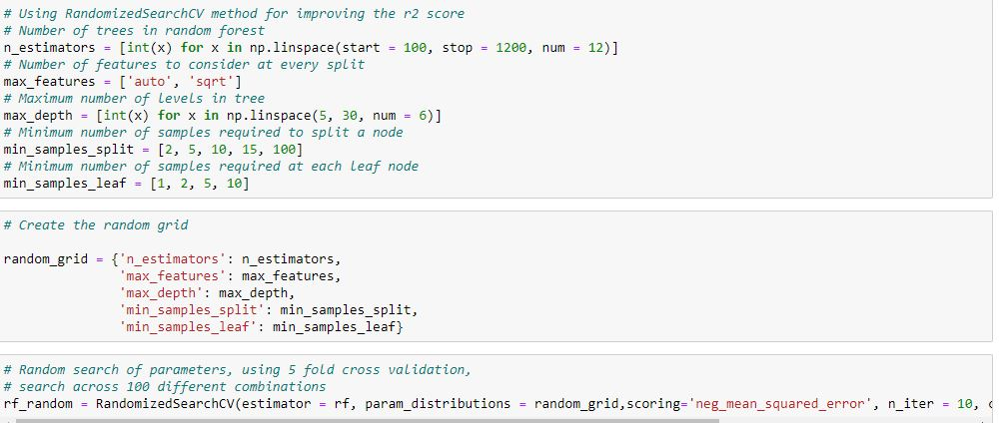 # Using RandomizedSearchCV method for improving the r2 score
# Number of trees in random forest
n_estimators = [int(x) for x in np.linspace(start = 100, stop = 1200, num = 12)]
# Number of features to consider at every split
max_features = ['auto', 'sqrt']
# Maximum number of levels in tree
max_depth = [int(x) for x in np.linspace(5, 30, num = 6)]
# Minimum number of samples required to split a node
min_samples_split = [2, 5, 10, 15, 100]
# Minimum number of samples required at each leaf node
min_samples_leaf = [1, 2, 5, 10]
# Create the random grid
random_grid = {'n_estimators': n_estimators,
'max_features': max_features,
'max_depth': max_depth,
'min_samples_split': min_samples_split,
'min_samples_leaf': min_samples_leaf}
# Random search of parameters, using 5 fold cross validation,
# search across 100 different combinations
rf_random = RandomizedSearchCV(estimator = rf, param_distributions = random_grid,scoring='neg_mean_squared_error', n_iter = 10,